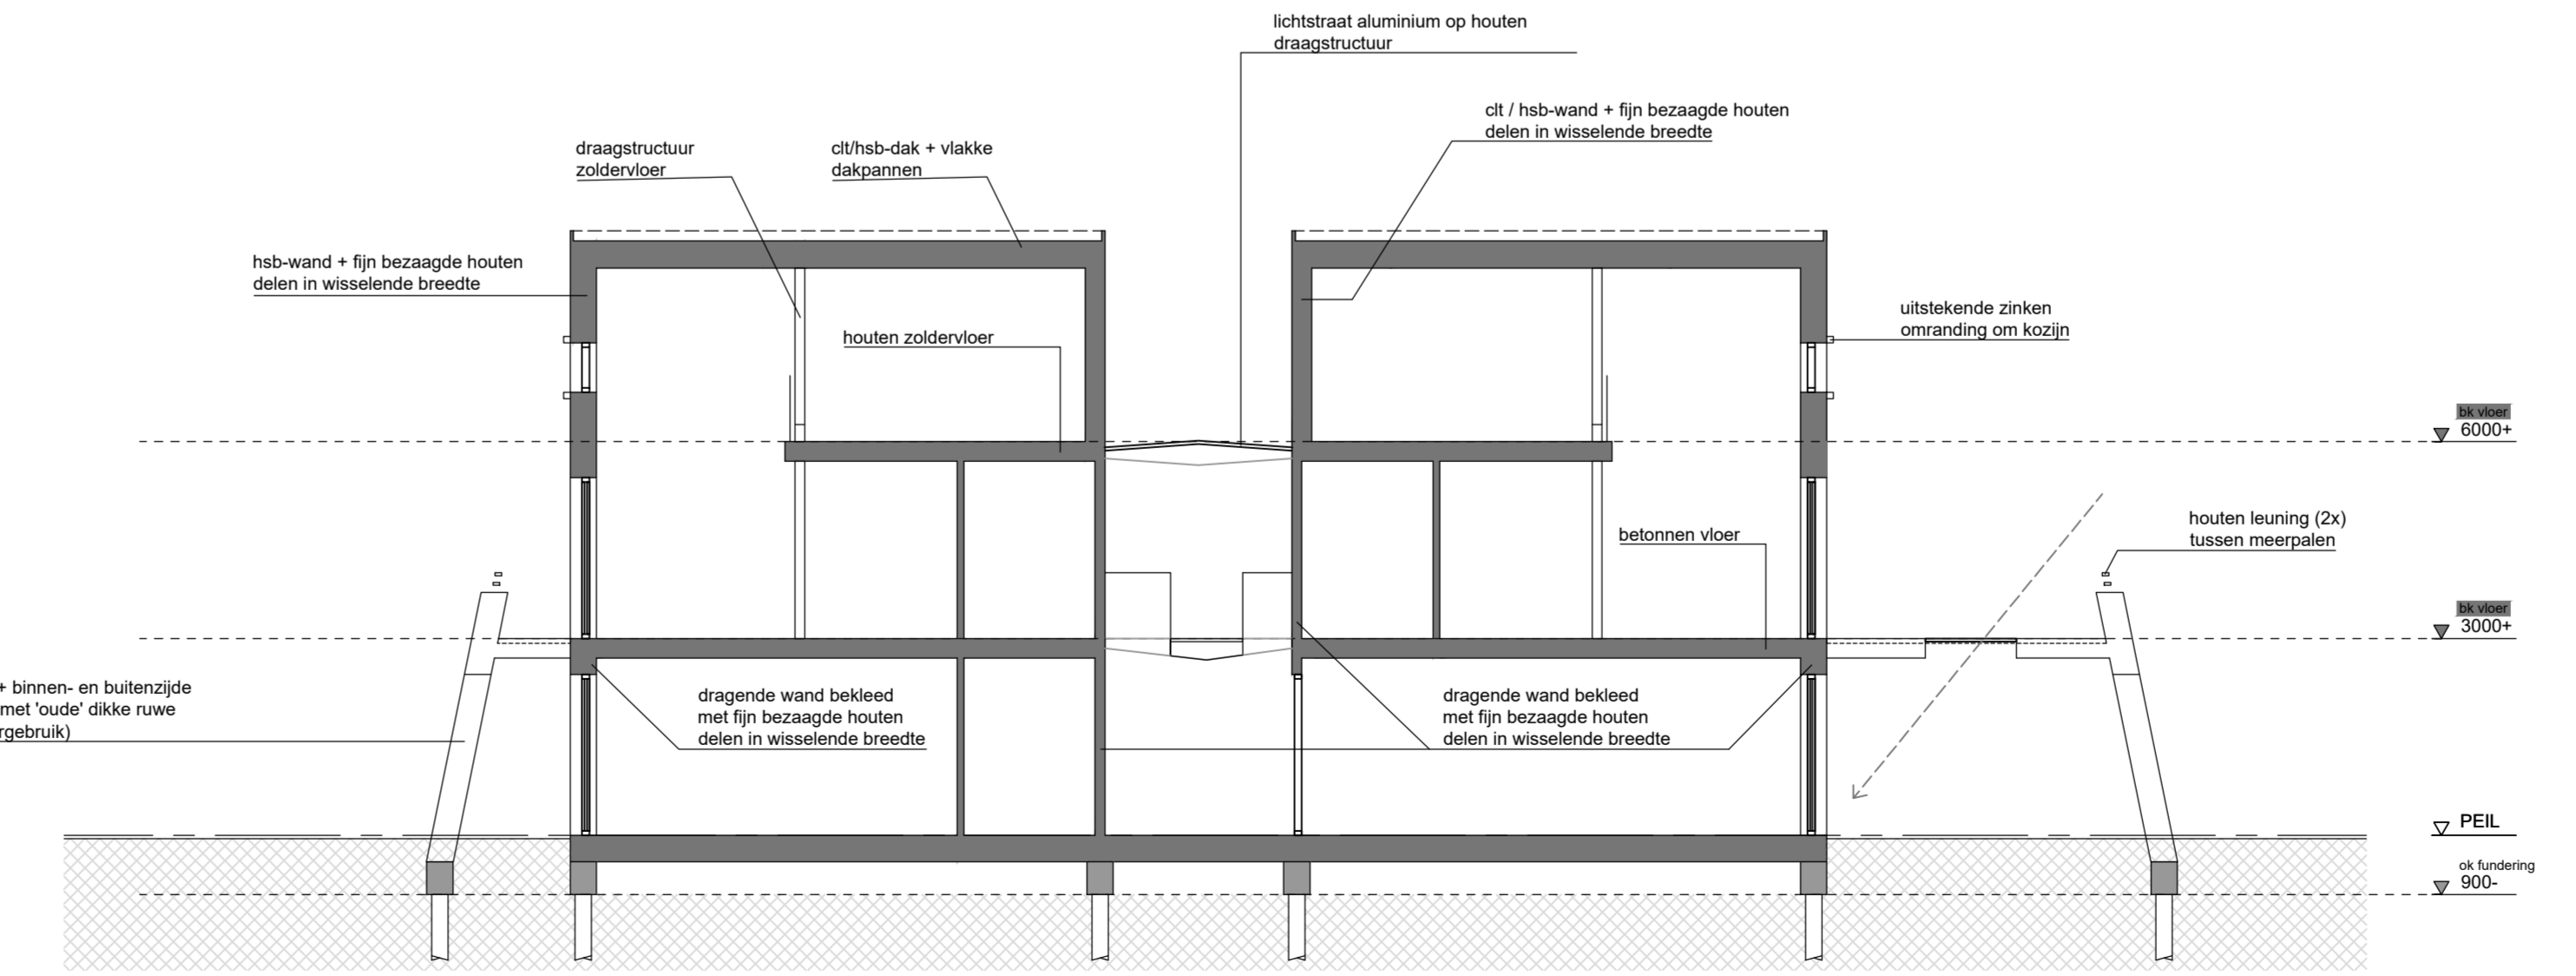 lichtstraat aluminium op houten
draagstructuur
clt / hsb-wand + fijn bezaagde houten
delen in wisselende breedte
draagstructuur
zoldervloer
clt/hsb-dak + vlakke
dakpannen
hsb-wand + fijn bezaagde houten
delen in wisselende breedte
uitstekende zinken
omranding om kozijn
houten zoldervloer
bk vloer
6000+
houten leuning (2x)
tussen meerpalen
betonnen vloer
bk vloer
3000+
+ binnen- en buitenzijde
met 'oude' dikke ruwe
rgebruik)
dragende wand bekleed
met fijn bezaagde houten
delen in wisselende breedte
dragende wand bekleed
met fijn bezaagde houten
delen in wisselende breedte
PEIL
ok fundering
900-